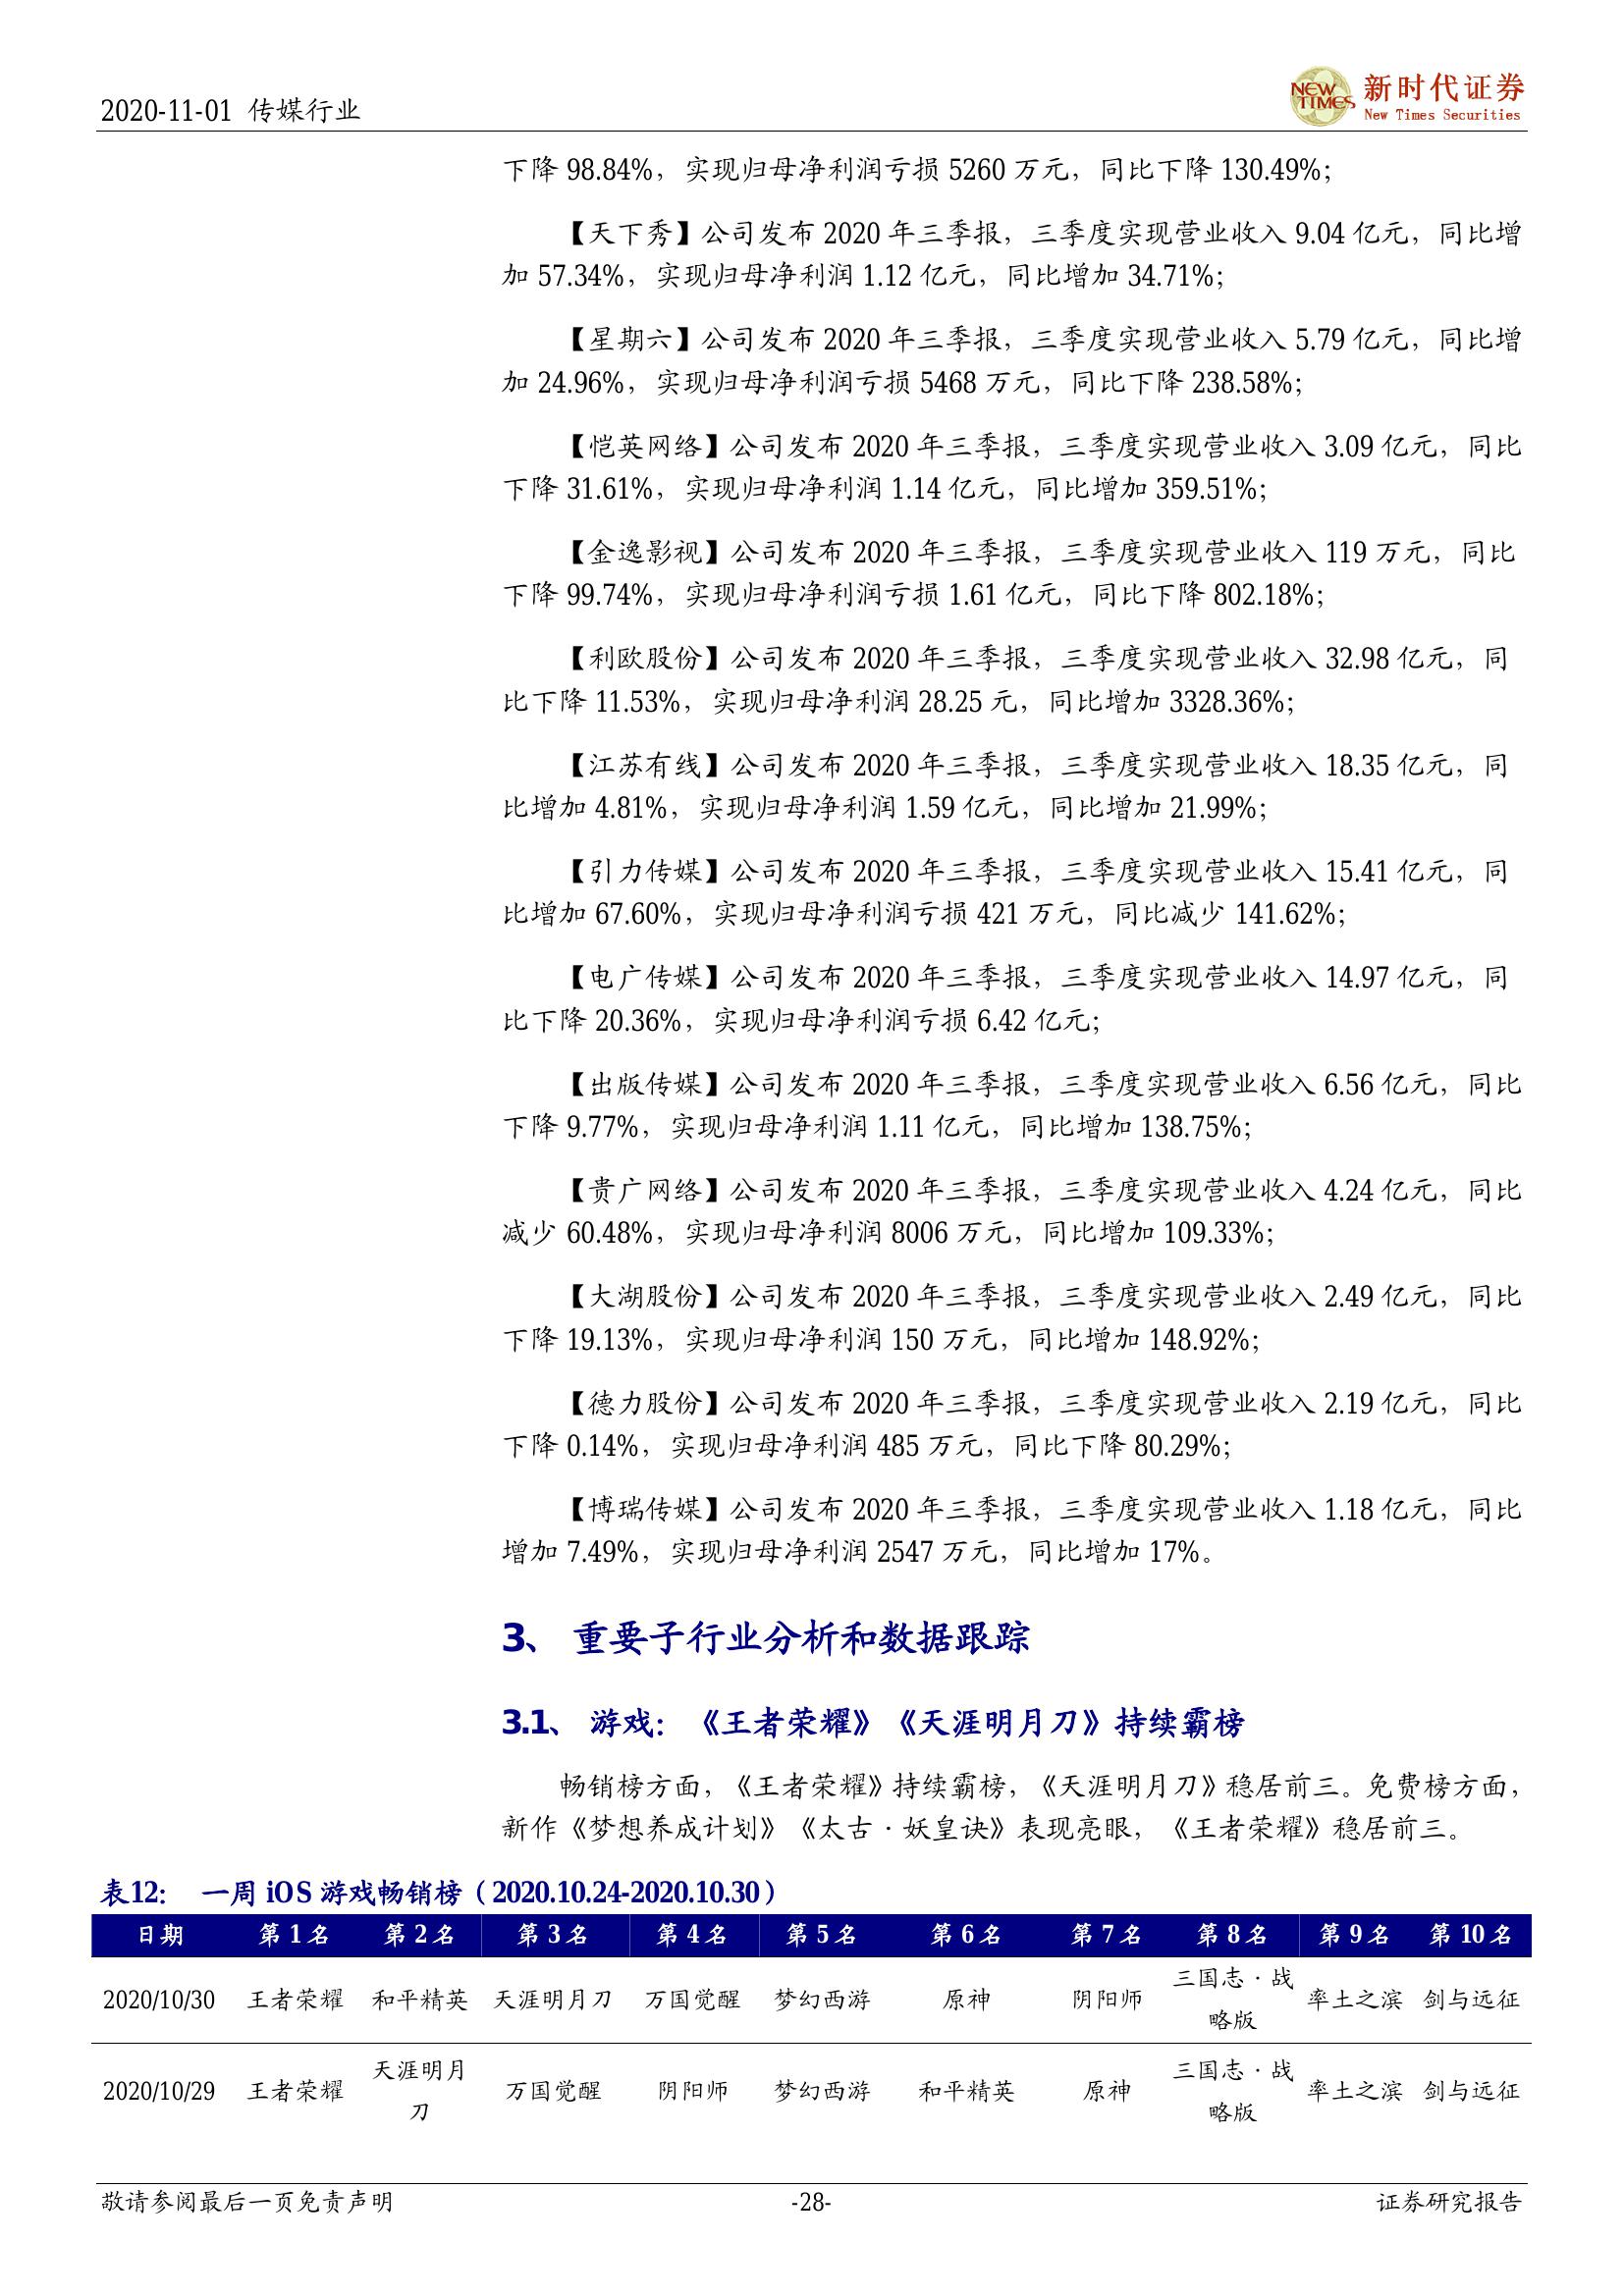 2020-11-01 传媒行业
NEW TIMES 新时代证券
New Times Securities
下降 98.84%，实现归母净利润亏损 5260 万元，同比下降 130.49%；
【天下秀】公司发布 2020 年三季报，三季度实现营业收入 9.04 亿元，同比增
加 57.34%，实现归母净利润 1.12 亿元，同比增加 34.71%；
【星期六】公司发布 2020 年三季报，三季度实现营业收入 5.79 亿元，同比增
加 24.96%，实现归母净利润亏损 5468 万元，同比下降 238.58%；
【恺英网络】公司发布 2020 年三季报，三季度实现营业收入 3.09 亿元，同比
下降 31.61%，实现归母净利润 1.14 亿元，同比增加 359.51%；
【金逸影视】公司发布 2020 年三季报，三季度实现营业收入 119 万元，同比
下降 99.74%，实现归母净利润亏损 1.61 亿元，同比下降 802.18%；
【利欧股份】公司发布 2020 年三季报，三季度实现营业收入 32.98 亿元，同
比下降 11.53%，实现归母净利润 28.25 元，同比增加 3328.36%；
【江苏有线】公司发布 2020 年三季报，三季度实现营业收入 18.35 亿元，同
比增加 4.81%，实现归母净利润 1.59 亿元，同比增加 21.99%；
【引力传媒】公司发布 2020 年三季报，三季度实现营业收入 15.41 亿元，同
比增加 67.60%，实现归母净利润亏损 421 万元，同比减少 141.62%；
【电广传媒】公司发布 2020 年三季报，三季度实现营业收入 14.97 亿元，同
比下降 20.36%，实现归母净利润亏损 6.42 亿元；
【出版传媒】公司发布 2020 年三季报，三季度实现营业收入 6.56 亿元，同比
下降 9.77%，实现归母净利润 1.11 亿元，同比增加 138.75%；
【贵广网络】公司发布 2020 年三季报，三季度实现营业收入 4.24 亿元，同比
减少 60.48%，实现归母净利润 8006 万元，同比增加 109.33%；
【大湖股份】公司发布 2020 年三季报，三季度实现营业收入 2.49 亿元，同比
下降 19.13%，实现归母净利润 150 万元，同比增加 148.92%；
【德力股份】公司发布 2020 年三季报，三季度实现营业收入 2.19 亿元，同比
下降 0.14%，实现归母净利润 485 万元，同比下降 80.29%；
【博瑞传媒】公司发布 2020 年三季报，三季度实现营业收入 1.18 亿元，同比
增加 7.49%，实现归母净利润 2547 万元，同比增加 17%。
3、 重要子行业分析和数据跟踪
3.1、 游戏：《王者荣耀》《天涯明月刀》持续霸榜
畅销榜方面，《王者荣耀》持续霸榜，《天涯明月刀》稳居前三。免费榜方面，
新作《梦想养成计划》《太古·妖皇诀》表现亮眼，《王者荣耀》稳居前三。
表12： 一周 iOS 游戏畅销榜（2020.10.24-2020.10.30）
日期 第 1 名 第 2 名 第 3 名 第 4 名 第 5 名 第 6 名 第 7 名 第 8 名 第 9 名 第 10 名
2020/10/30 王者荣耀 和平精英 天涯明月刀 万国觉醒 梦幻西游 原神 阴阳师 三国志·战略版 率土之滨 剑与远征
2020/10/29 王者荣耀 天涯明月刀 万国觉醒 阴阳师 梦幻西游 和平精英 原神 三国志·战略版 率土之滨 剑与远征
敬请参阅最后一页免责声明 -28- 证券研究报告